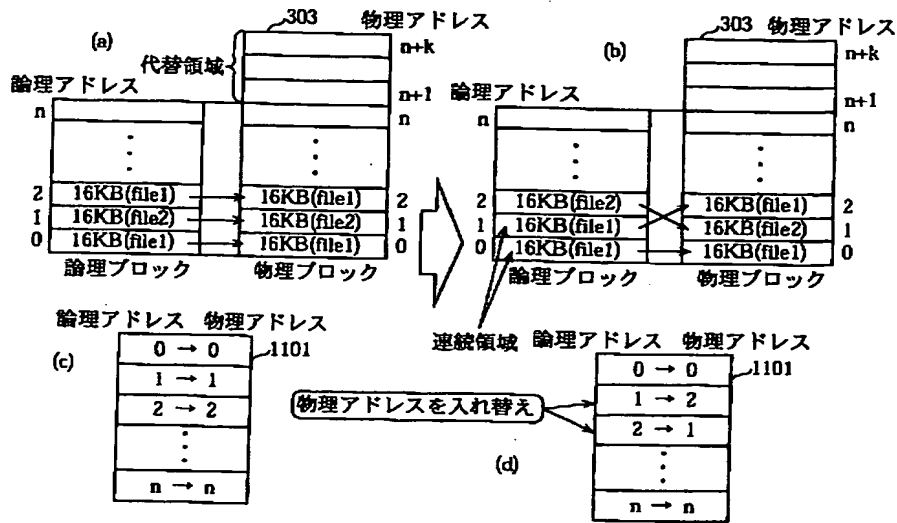 (a)
303
物理アドレス
n+k
代替領域
n+1
n
論理アドレス
n
2
16KB(file1)
16KB(file1)
2
1
16KB(file2)
16KB(file2)
1
0
16KB(file1)
16KB(file1)
0
論理ブロック
物理ブロック
(b)
303
物理アドレス
n+k
n+1
n
論理アドレス
n
2
16KB(file2)
16KB(file1)
2
1
16KB(file1)
16KB(file2)
1
0
16KB(file1)
16KB(file1)
0
論理ブロック
物理ブロック
連続領域
(c)
論理アドレス
物理アドレス
1101
0 → 0
1 → 1
2 → 2
n → n
物理アドレスを入れ替え
(d)
論理アドレス
物理アドレス
1101
0 → 0
1 → 2
2 → 1
n → n